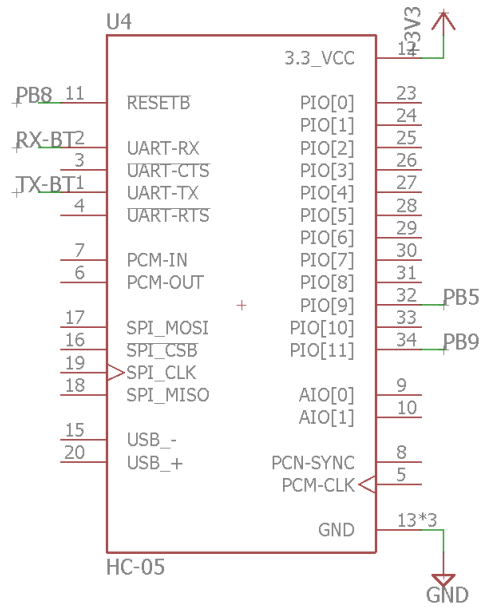 U4
3V3
3.3_VCC 12
PB8 11 RESETB
PIO[0] 23
PIO[1] 24
RX-BT 2 UART-RX
PIO[2] 25
3 UART-CTS
PIO[3] 26
TX-BT 1 UART-TX
PIO[4] 27
4 UART-RTS
PIO[5] 28
PIO[6] 29
7 PCM-IN
PIO[7] 30
6 PCM-OUT
PIO[8] 31
PIO[9] 32 PB5
17 SPI_MOSI
PIO[10] 33
16 SPI_CSB
PIO[11] 34 PB9
19 SPI_CLK
18 SPI_MISO
AIO[0] 9
AIO[1] 10
15 USB_-
20 USB_+
PCN-SYNC 8
PCM-CLK 5
GND 13*3
HC-05
GND